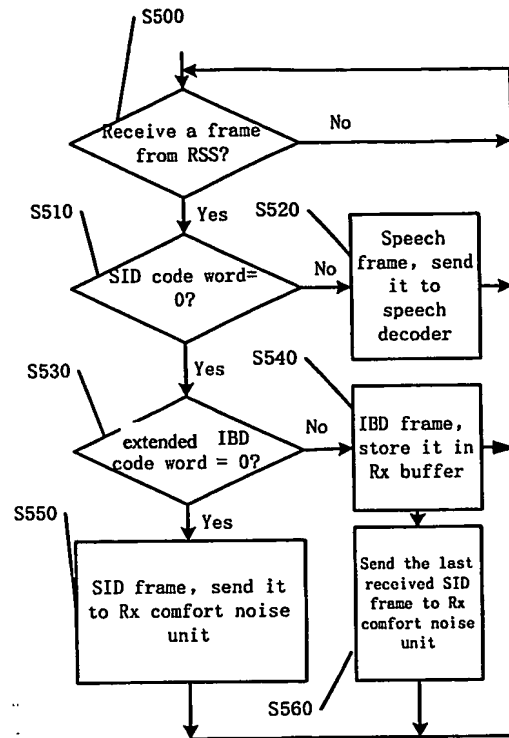 S500
Receive a frame
from RSS?
No
Yes
S510
SID code word=
0?
No
S520
Speech
frame, send
it to
speech
decoder
Yes
S530
extended IBD
code word = 0?
No
S540
IBD frame,
store it in
Rx buffer
Yes
S550
SID frame, send it
to Rx comfort noise
unit
Send the last
received SID
frame to Rx
comfort noise
unit
S560